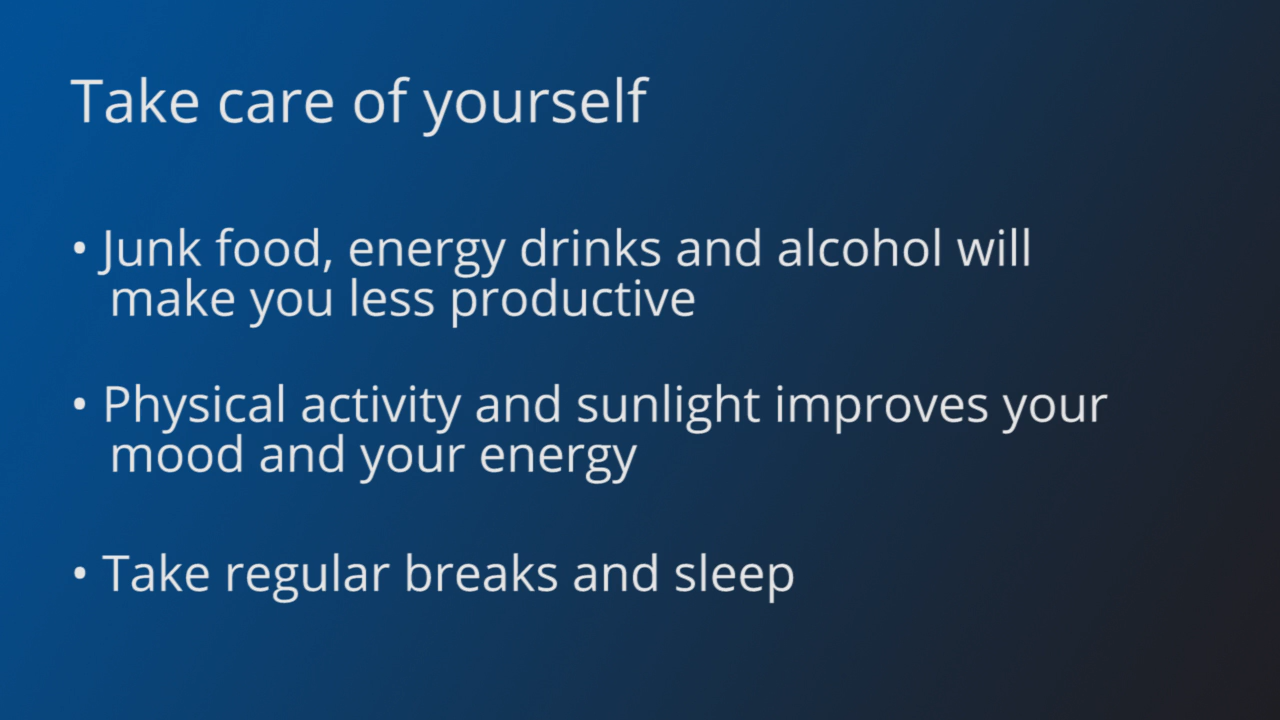 Take care of yourself
• Junk food, energy drinks and alcohol will
make you less productive
• Physical activity and sunlight improves your
mood and your energy
• Take regular breaks and sleep